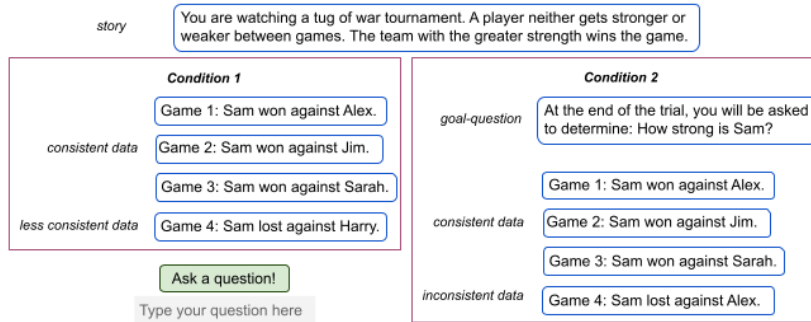 story
You are watching a tug of war tournament. A player neither gets stronger or
weaker between games. The team with the greater strength wins the game.
Condition 1
Game 1: Sam won against Alex.
consistent data
Game 2: Sam won against Jim.
Game 3: Sam won against Sarah.
less consistent data
Game 4: Sam lost against Harry.
Ask a question!
Type your question here
Condition 2
goal-question
At the end of the trial, you will be asked
to determine: How strong is Sam?
Game 1: Sam won against Alex.
consistent data
Game 2: Sam won against Jim.
Game 3: Sam won against Sarah.
inconsistent data
Game 4: Sam lost against Alex.